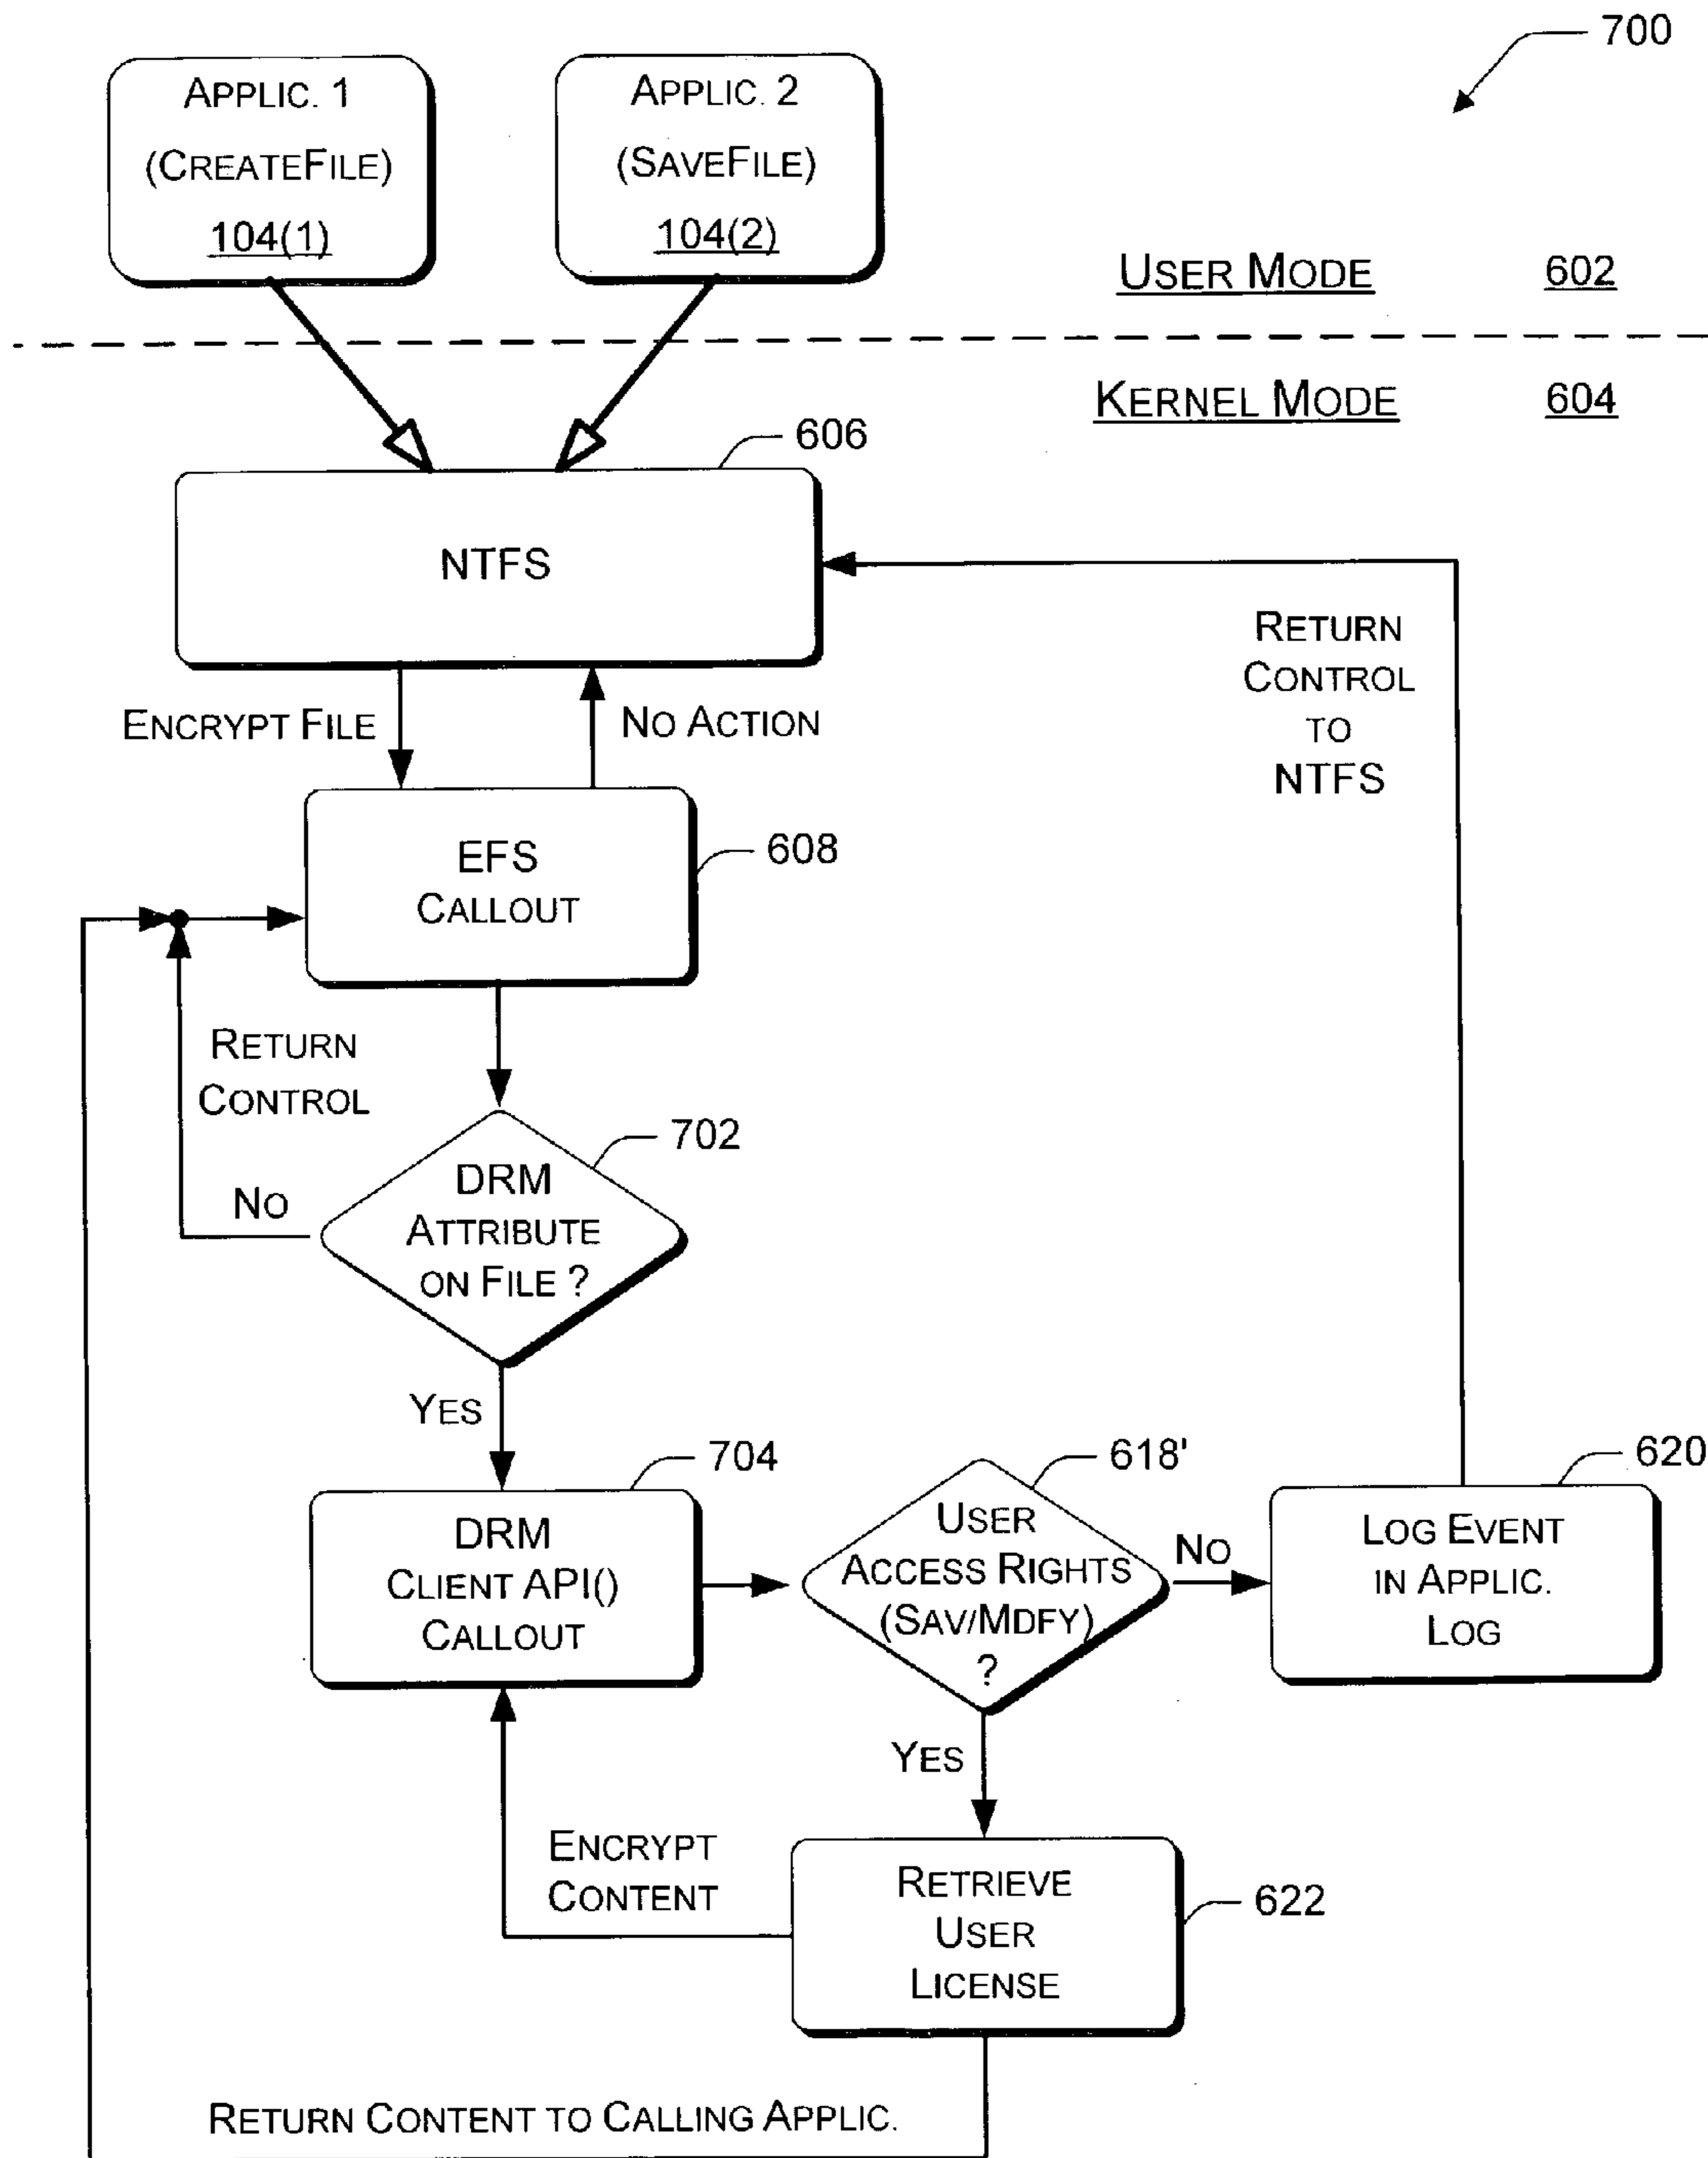 700
APPLIC. 1
(CREATEFILE)
104(1)
APPLIC. 2
(SAVEFILE)
104(2)
USER MODE 602
KERNEL MODE 604
606
NTFS
RETURN
CONTROL
TO
NTFS
ENCRYPT FILE
NO ACTION
608
EFS
CALLOUT
RETURN
CONTROL
702
DRM
ATTRIBUTE
ON FILE ?
NO
YES
704
DRM
CLIENT API()
CALLOUT
618'
USER
ACCESS RIGHTS
(SAV/MDFY)
?
NO
620
LOG EVENT
IN APPLIC.
LOG
YES
ENCRYPT
CONTENT
622
RETRIEVE
USER
LICENSE
RETURN CONTENT TO CALLING APPLIC.